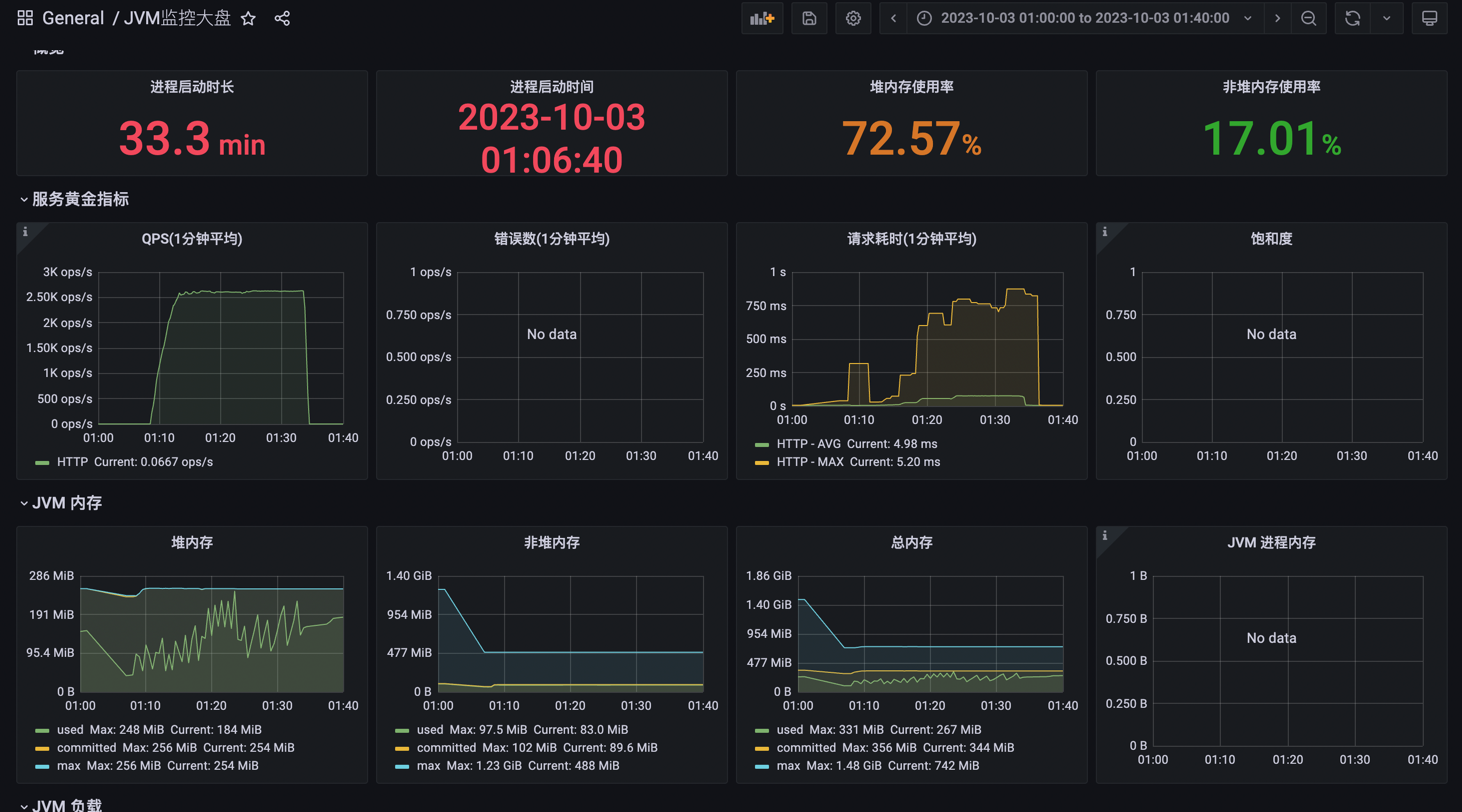 General / JVM监控大盘
2023-10-03 01:00:00 to 2023-10-03 01:40:00
概览
进程启动时长
33.3 min
进程启动时间
2023-10-03
01:06:40
堆内存使用率
72.57%
非堆内存使用率
17.01%
服务黄金指标
QPS(1分钟平均)
3K ops/s
2.50K ops/s
2K ops/s
1.50K ops/s
1K ops/s
500 ops/s
0 ops/s
01:00 01:10 01:20 01:30 01:40
HTTP Current: 0.0667 ops/s
错误数(1分钟平均)
1 ops/s
0.750 ops/s
0.500 ops/s
0.250 ops/s
0 ops/s
No data
01:00 01:10 01:20 01:30 01:40
请求耗时(1分钟平均)
1 s
750 ms
500 ms
250 ms
0 s
01:00 01:10 01:20 01:30 01:40
HTTP - AVG Current: 4.98 ms
HTTP - MAX Current: 5.20 ms
饱和度
1
0.750
0.500
0.250
0
No data
01:00 01:10 01:20 01:30 01:40
JVM 内存
堆内存
286 MiB
191 MiB
95.4 MiB
0 B
01:00 01:10 01:20 01:30 01:40
used Max: 248 MiB Current: 184 MiB
committed Max: 256 MiB Current: 254 MiB
max Max: 256 MiB Current: 254 MiB
非堆内存
1.40 GiB
954 MiB
477 MiB
0 B
01:00 01:10 01:20 01:30 01:40
used Max: 97.5 MiB Current: 83.0 MiB
committed Max: 102 MiB Current: 89.6 MiB
max Max: 1.23 GiB Current: 488 MiB
总内存
1.86 GiB
1.40 GiB
954 MiB
477 MiB
0 B
01:00 01:10 01:20 01:30 01:40
used Max: 331 MiB Current: 267 MiB
committed Max: 356 MiB Current: 344 MiB
max Max: 1.48 GiB Current: 742 MiB
JVM 进程内存
1 B
0.750 B
0.500 B
0.250 B
0 B
No data
01:00 01:10 01:20 01:30 01:40
JVM 负载